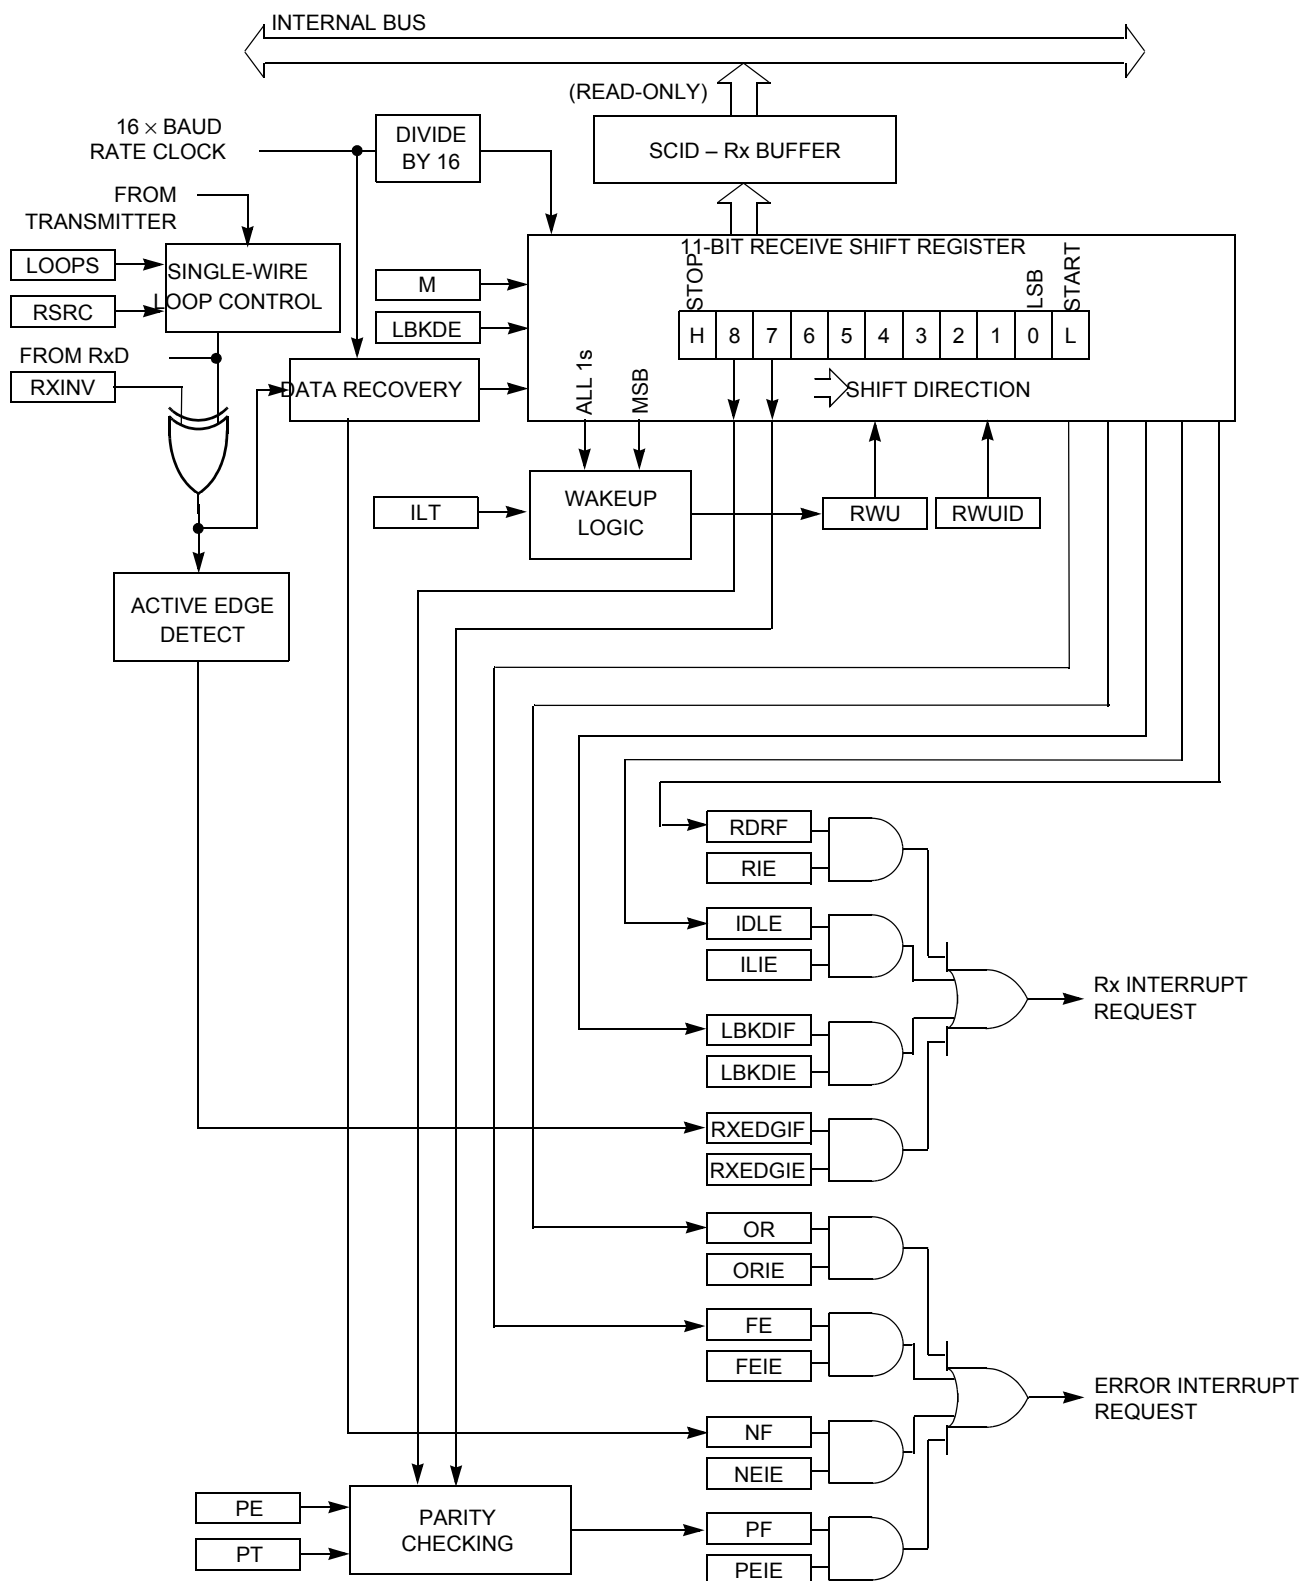 INTERNAL BUS
(READ-ONLY)
16 × BAUD
RATE CLOCK
DIVIDE
BY 16
SCID – Rx BUFFER
FROM
TRANSMITTER
11-BIT RECEIVE SHIFT REGISTER
LOOPS
SINGLE-WIRE
LOOP CONTROL
RSRC
M
LBKDE
STOP
LSB
START
H 8 7 6 5 4 3 2 1 0 L
FROM RxD
RXINV
DATA RECOVERY
ALL 1s
MSB
SHIFT DIRECTION
ILT
WAKEUP
LOGIC
RWU
RWUID
ACTIVE EDGE
DETECT
RDRF
RIE
IDLE
ILIE
Rx INTERRUPT
REQUEST
LBKDIF
LBKDIE
RXEDGIF
RXEDGIE
OR
ORIE
FE
FEIE
ERROR INTERRUPT
REQUEST
NF
NEIE
PE
PT
PARITY
CHECKING
PF
PEIE